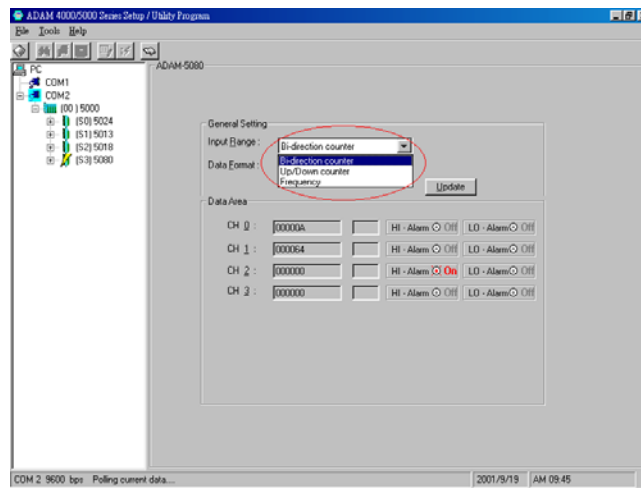 ADAM 4000/5000 Series Setup / Utility Program
File Tools Help
PC
COM1
COM2
(00 ) 5000
(S0) 5024
(S1) 5013
(S2) 5018
(S3) 5080
ADAM-5080
General Setting
Input Range : Bi-direction counter
Bi-direction counter
Up/Down counter
Frequency
Data Format :
Update
Data Area
CH 0 : 00000A HI - Alarm Off LO - Alarm Off
CH 1 : 000064 HI - Alarm Off LO - Alarm Off
CH 2 : 000000 HI - Alarm On LO - Alarm Off
CH 3 : 000000 HI - Alarm Off LO - Alarm Off
COM 2 9600 bps Polling current data.... 2001/9/19 AM 09:45